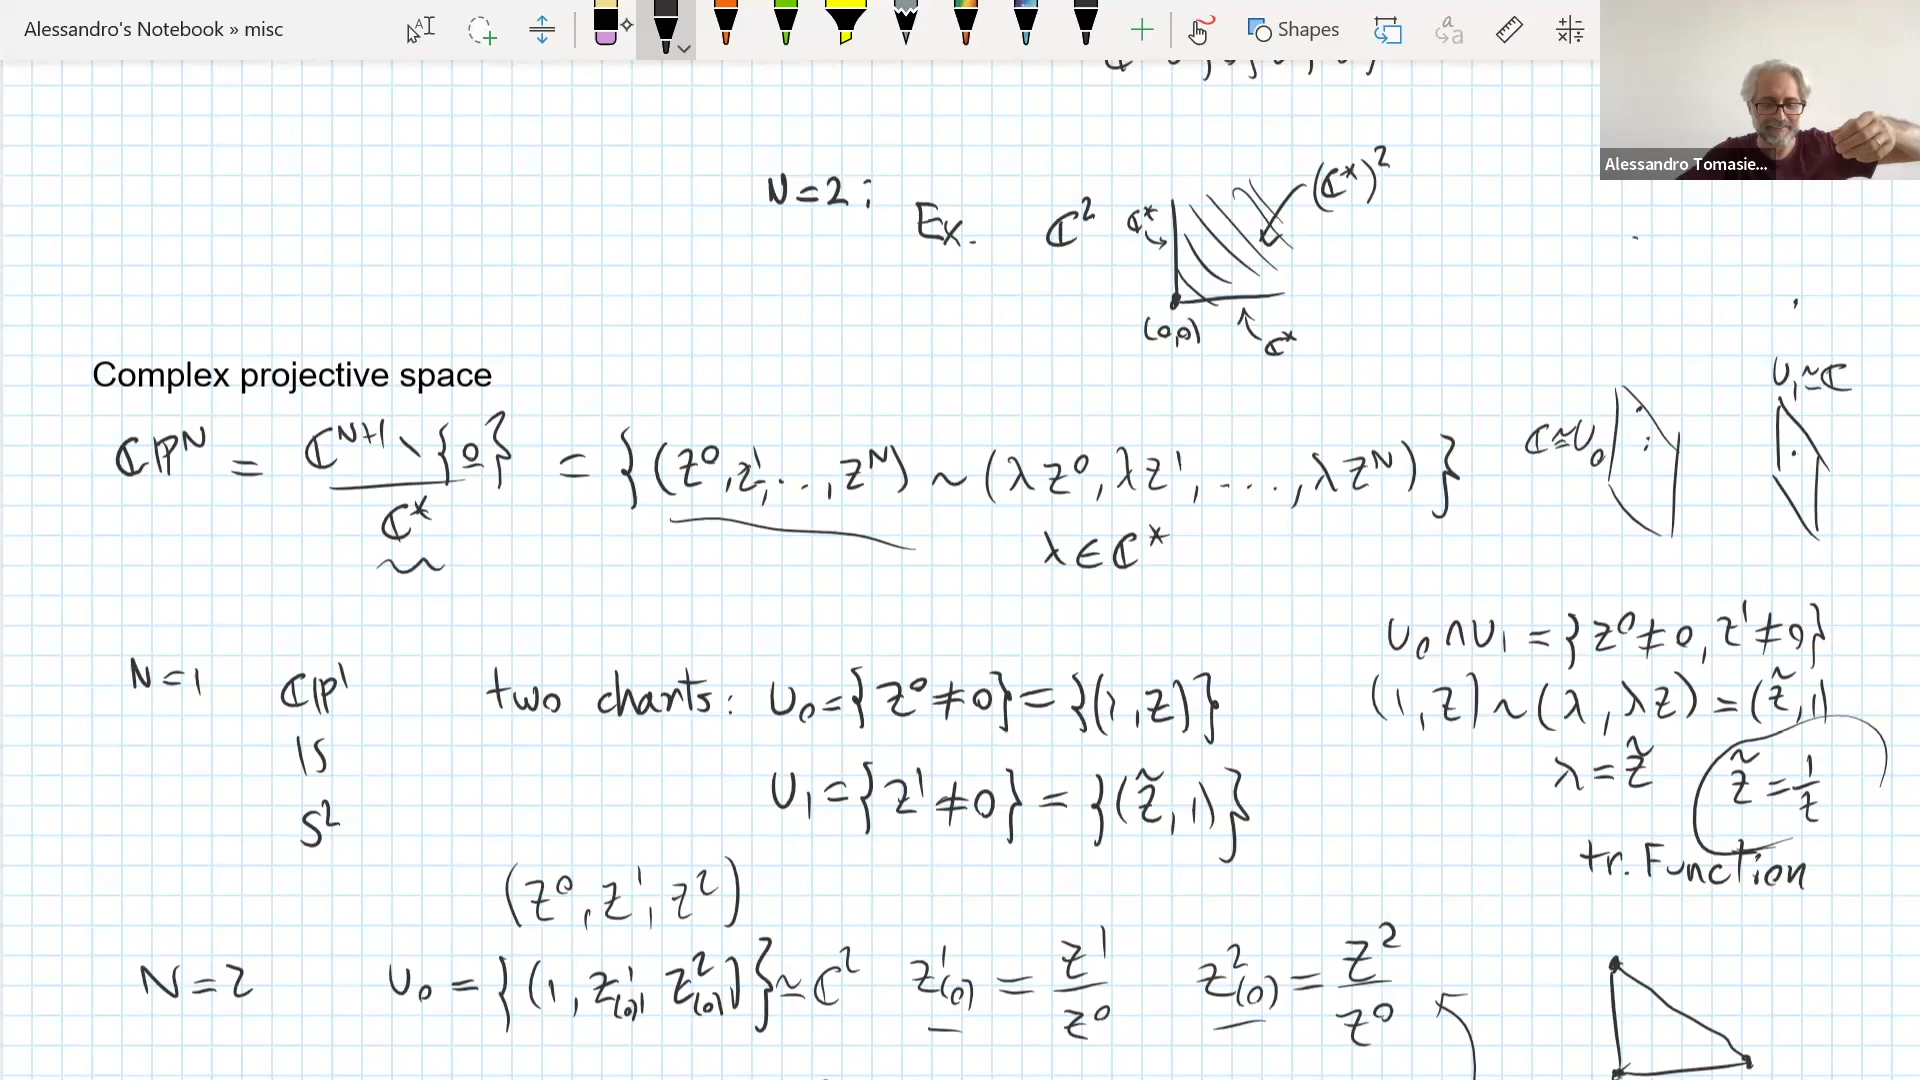 Alessandro's Notebook » misc
Shapes
Alessandro Tomasie...
N=2:
Ex. ℂ² ℂ* (ℂ*)²
(0,0) ℂ*
Complex projective space
ℂℙᴺ = ℂᴺ⁺¹∖{0} / ℂ* = {(z⁰, z¹, ..., zᴺ) ~ (λz⁰, λz¹, ...., λzᴺ)}
λ ∈ ℂ*
ℂ≅U₀
U₁≃ℂ
U₀∩U₁ = {z⁰≠0, z¹≠0}
N=1 ℂℙ¹ two charts: U₀={z⁰≠0}={(1,z)}
(1,z)~(λ,λz)=(z̃,1)
≀S
S²
U₁={z¹≠0}={(z̃,1)}
λ=z̃ z̃=1/z
tr. Function
(z⁰, z¹, z²)
N=2 U₀ = {(1, z¹₍₀₎, z²₍₀₎)}≃ℂ² z¹₍₀₎ = z¹/z⁰ z²₍₀₎ = z²/z⁰